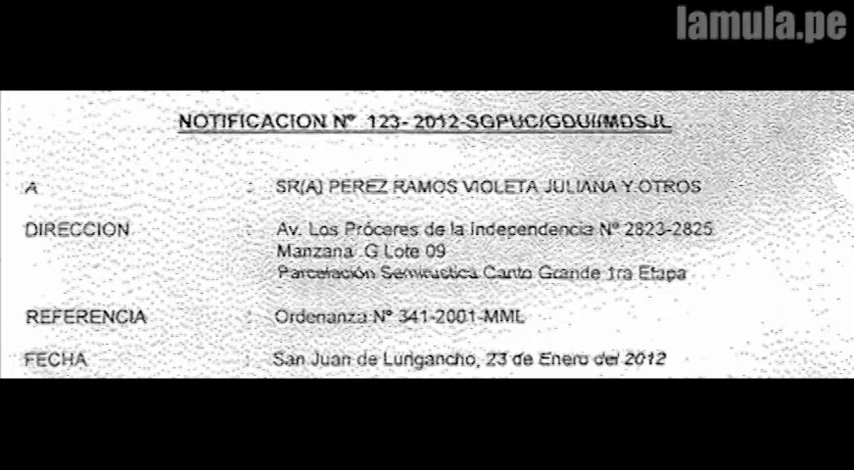 lamula.pe
NOTIFICACION Nº 123- 2012-SGPUC/GDU/MDSJL
A : SR(A) PEREZ RAMOS VIOLETA JULIANA Y OTROS
DIRECCION : Av. Los Próceres de la Independencia Nº 2823-2825
Manzana G Lote 09
Parcelación Semirustica Canto Grande 1ra Etapa
REFERENCIA : Ordenanza Nº 341-2001-MML
FECHA : San Juan de Lurigancho, 23 de Enero del 2012